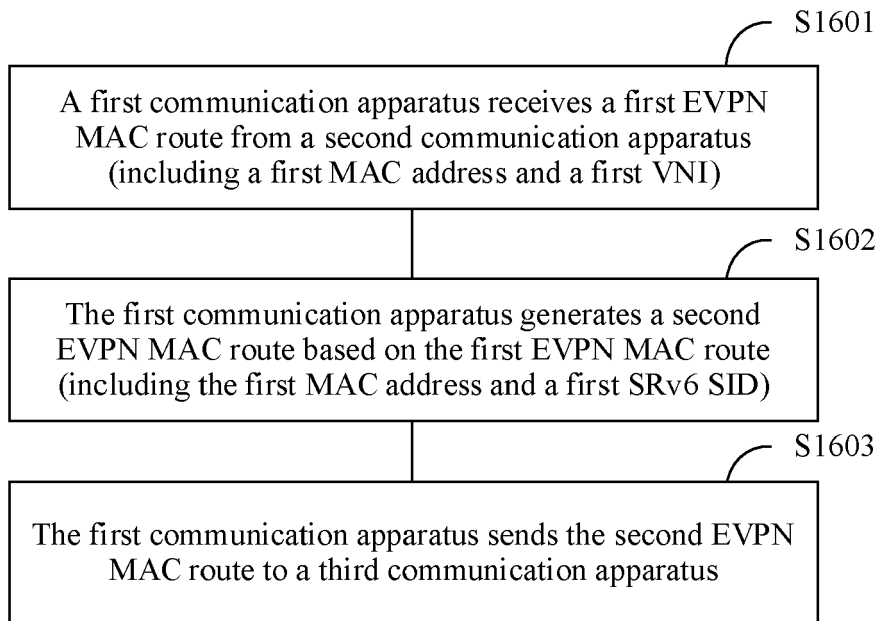 S1601
A first communication apparatus receives a first EVPN
MAC route from a second communication apparatus
(including a first MAC address and a first VNI)
S1602
The first communication apparatus generates a second
EVPN MAC route based on the first EVPN MAC route
(including the first MAC address and a first SRv6 SID)
S1603
The first communication apparatus sends the second EVPN
MAC route to a third communication apparatus